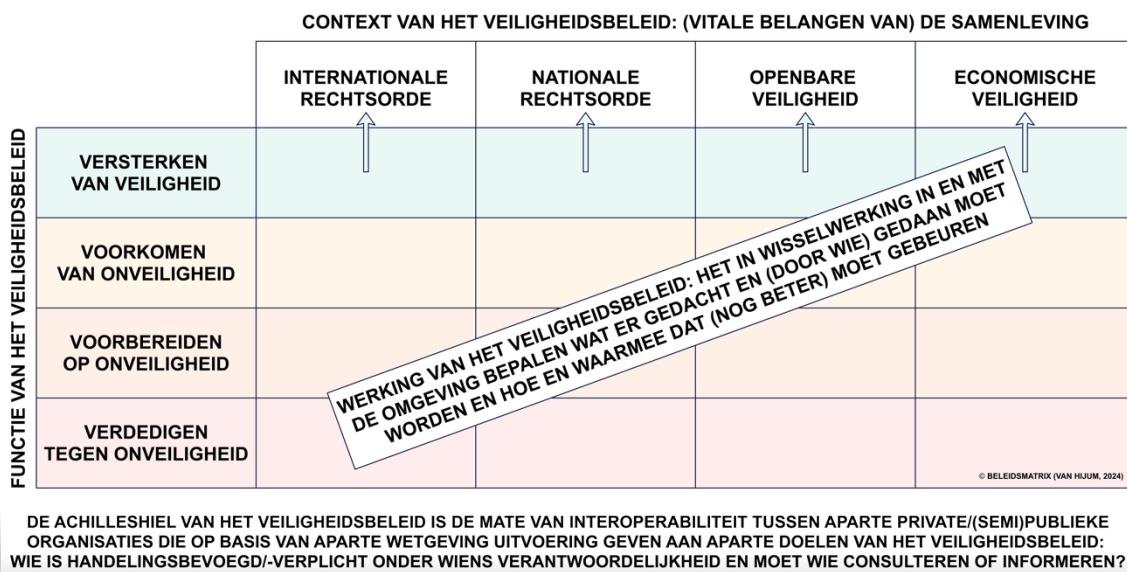 CONTEXT VAN HET VEILIGHEIDSBELEID: (VITALE BELANGEN VAN) DE SAMENLEVING
INTERNATIONALE
RECHTSORDE
NATIONALE
RECHTSORDE
OPENBARE
VEILIGHEID
ECONOMISCHE
VEILIGHEID
FUNCTIE VAN HET VEILIGHEIDSBELEID
VERSTERKEN
VAN VEILIGHEID
VOORKOMEN
VAN ONVEILIGHEID
VOORBEREIDEN
OP ONVEILIGHEID
VERDEDIGEN
TEGEN ONVEILIGHEID
WERKING VAN HET VEILIGHEIDSBELEID: HET IN WISSELWERKING IN EN MET
DE OMGEVING BEPALEN WAT ER GEDACHT EN (DOOR WIE) GEDAAN MOET
WORDEN EN HOE EN WAARMEE DAT (NOG BETER) MOET GEBEUREN
© BELEIDSMATRIX (VAN HIJUM, 2024)
DE ACHILLESHIEL VAN HET VEILIGHEIDSBELEID IS DE MATE VAN INTEROPERABILITEIT TUSSEN APARTE PRIVATE/(SEMI)PUBLIEKE
ORGANISATIES DIE OP BASIS VAN APARTE WETGEVING UITVOERING GEVEN AAN APARTE DOELEN VAN HET VEILIGHEIDSBELEID:
WIE IS HANDELINGSBEVOEGD/-VERPLICHT ONDER WIENS VERANTWOORDELIJKHEID EN MOET WIE CONSULTEREN OF INFORMEREN?